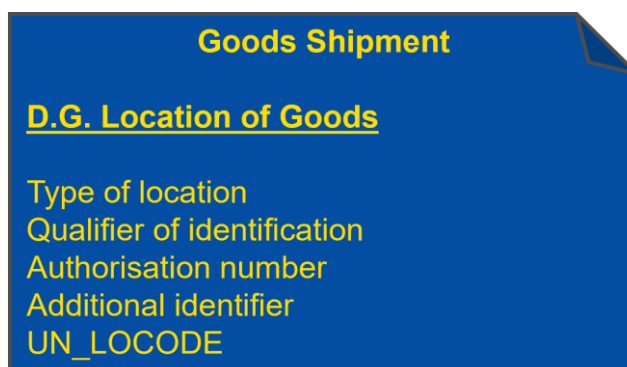 Goods Shipment
D.G. Location of Goods
Type of location
Qualifier of identification
Authorisation number
Additional identifier
UN_LOCODE